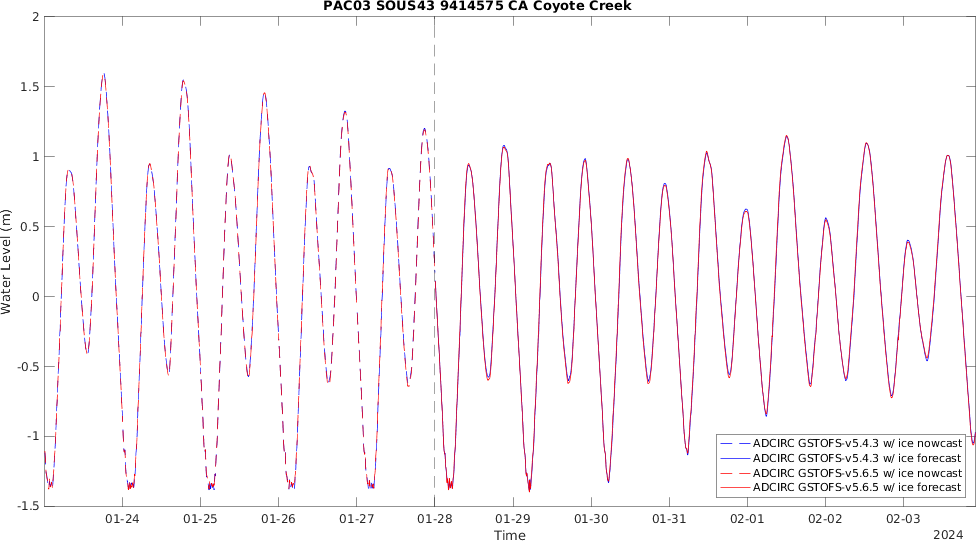 PAC03 SOUS43 9414575 CA Coyote Creek
2
1.5
1
0.5
0
-0.5
-1
-1.5
Water Level (m)
01-24 01-25 01-26 01-27 01-28 01-29 01-30 01-31 02-01 02-02 02-03
Time
2024
ADCIRC GSTOFS-v5.4.3 w/ ice nowcast
ADCIRC GSTOFS-v5.4.3 w/ ice forecast
ADCIRC GSTOFS-v5.6.5 w/ ice nowcast
ADCIRC GSTOFS-v5.6.5 w/ ice forecast